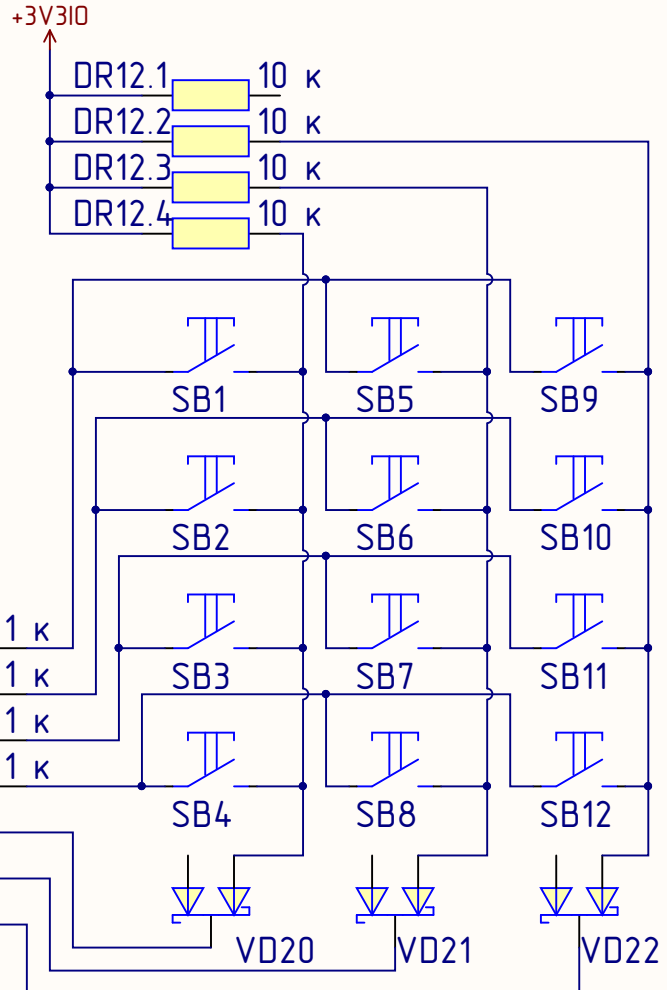 +3V3IO
DR12.1 10 к
DR12.2 10 к
DR12.3 10 к
DR12.4 10 к
SB1 SB5 SB9
SB2 SB6 SB10
1 к
SB3 SB7 SB11
1 к
1 к
1 к
SB4 SB8 SB12
VD20 VD21 VD22